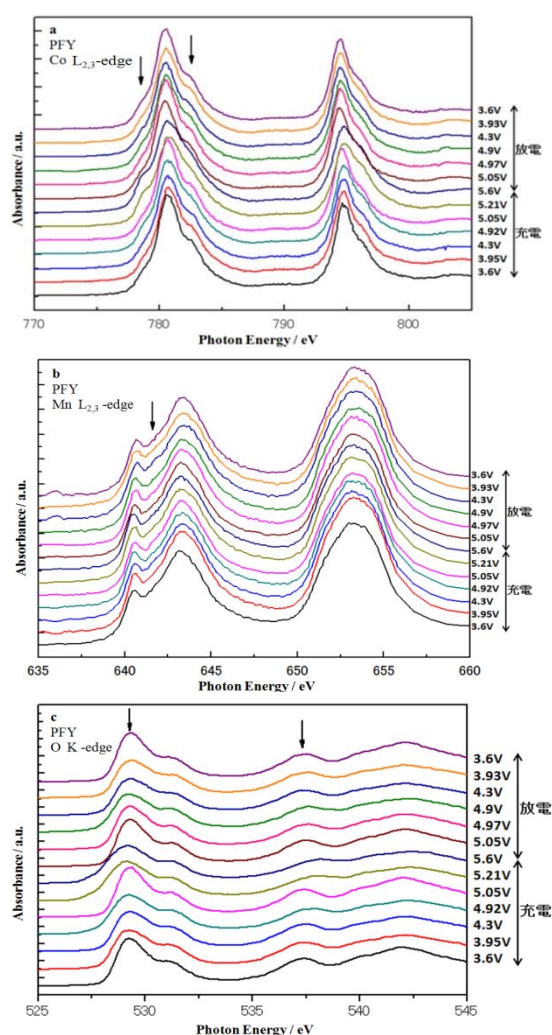 a
PFY
Co L2,3-edge
Absorbance/ a.u.
3.6V
3.93V
4.3V
4.9V
4.97V
5.05V
5.6V
5.21V
5.05V
4.92V
4.3V
3.95V
3.6V
放電
充電
770 780 790 800
Photon Energy/ eV
b
PFY
Mn L2,3-edge
Absorbance/ a.u.
3.6V
3.93V
4.3V
4.9V
4.97V
5.05V
5.6V
5.21V
5.05V
4.92V
4.3V
3.95V
3.6V
放電
充電
635 640 645 650 655 660
Photon Energy / eV
c
PFY
O K-edge
Absorbance/ a.u.
3.6V
3.93V
4.3V
4.9V
4.97V
5.05V
5.6V
5.21V
5.05V
4.92V
4.3V
3.95V
3.6V
放電
充電
525 530 535 540 545
Photon Energy / eV